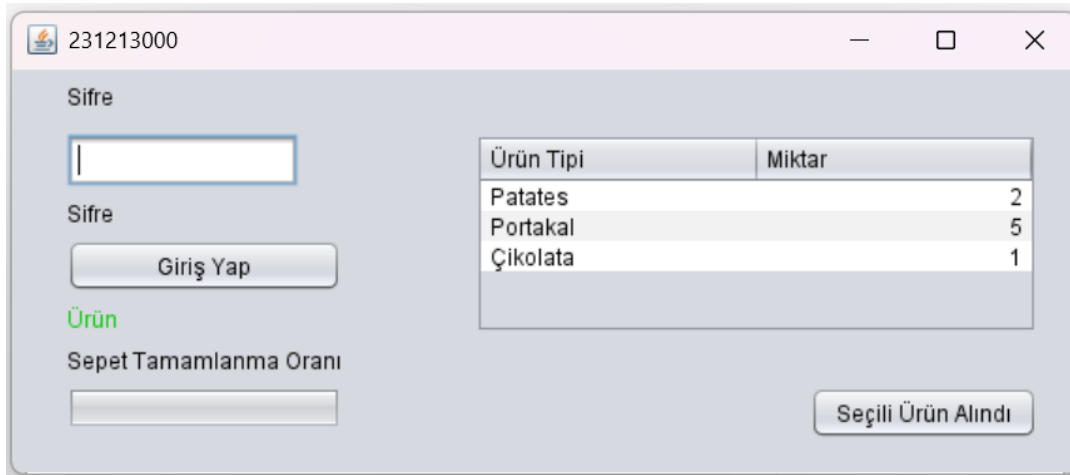 231213000
Sifre
Sifre
Giriş Yap
Ürün
Sepet Tamamlanma Oranı
Ürün Tipi Miktar
Patates 2
Portakal 5
Çikolata 1
Seçili Ürün Alındı